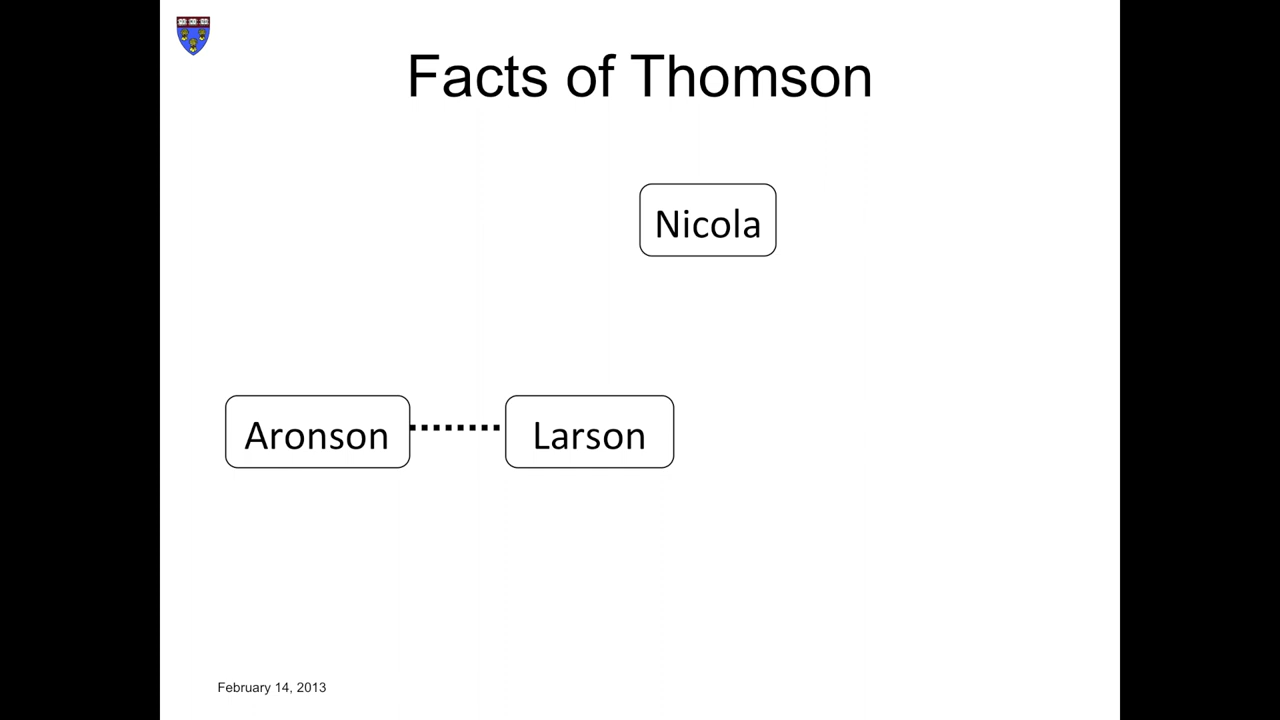 Facts of Thomson
Nicola
Aronson
Larson
February 14, 2013